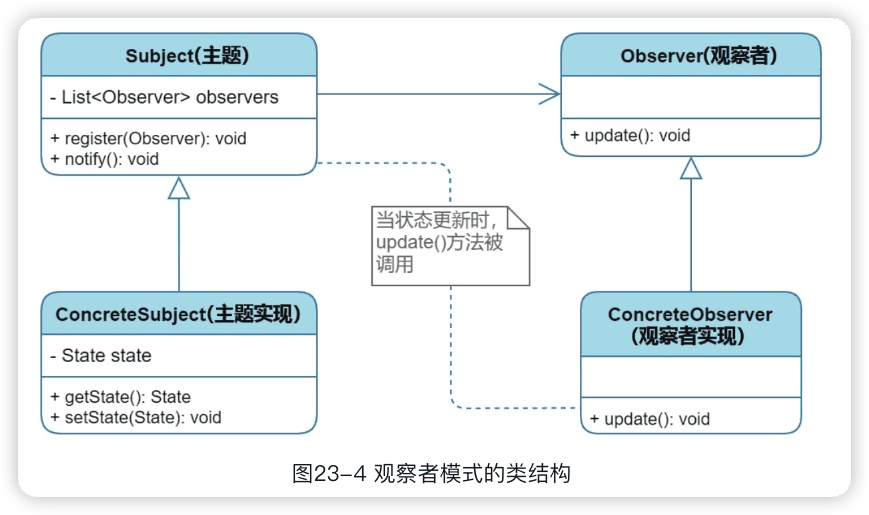 Subject(主题)
- List<Observer> observers
+ register(Observer): void
+ notify(): void
Observer(观察者)
+ update(): void
当状态更新时，
update()方法被
调用
ConcreteSubject(主题实现)
- State state
+ getState(): State
+ setState(State): void
ConcreteObserver
（观察者实现）
+ update(): void
图23-4 观察者模式的类结构